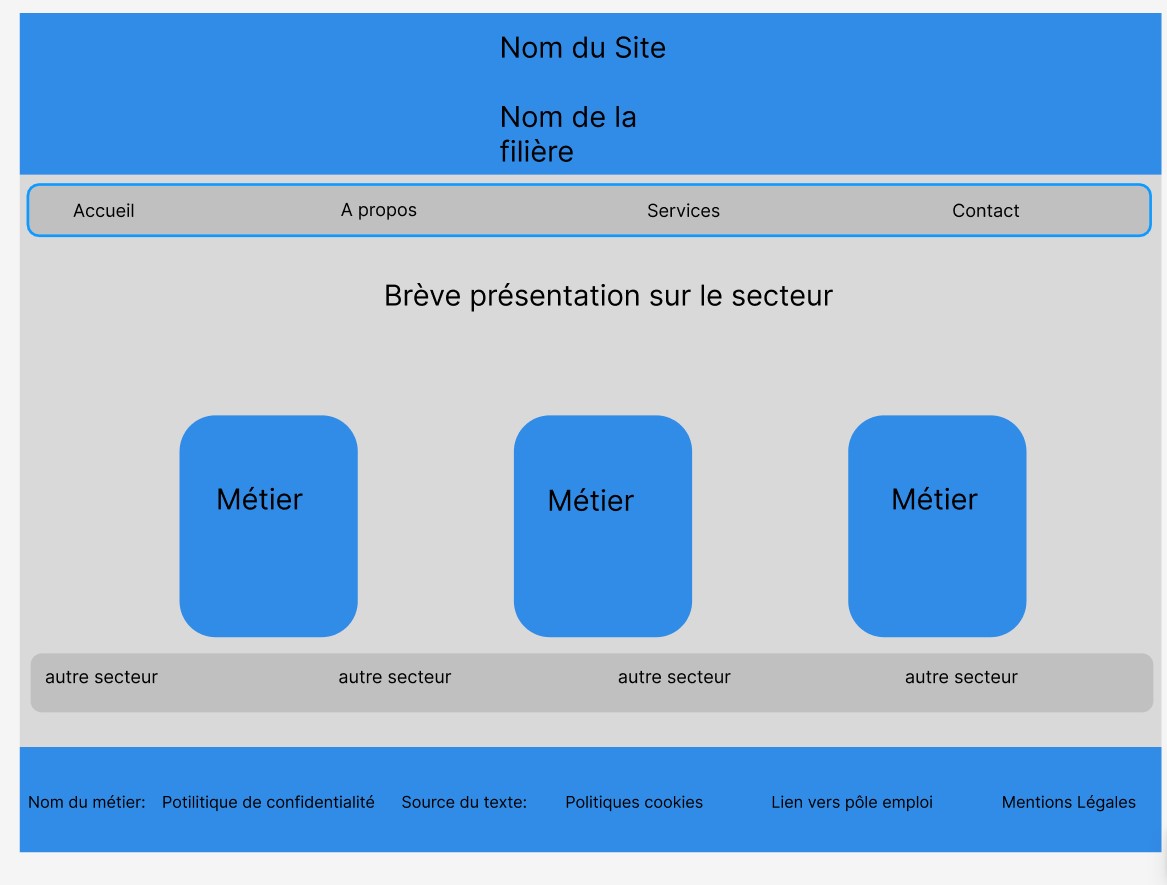 Nom du Site
Nom de la
filière
Accueil
A propos
Services
Contact
Brève présentation sur le secteur
Métier
Métier
Métier
autre secteur
autre secteur
autre secteur
autre secteur
Nom du métier:
Potilitique de confidentialité
Source du texte:
Politiques cookies
Lien vers pôle emploi
Mentions Légales